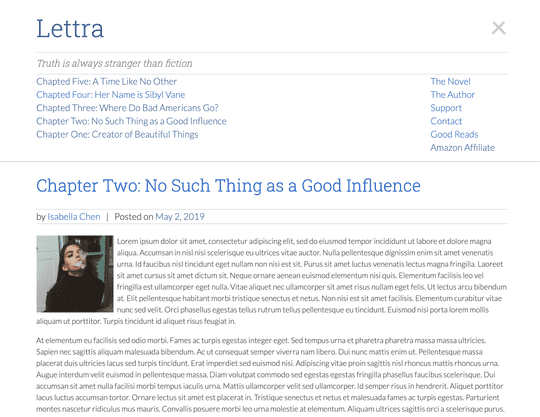 Lettra
×
Truth is always stranger than fiction
Chapted Five: A Time Like No Other
Chapted Four: Her Name is Sibyl Vane
Chapted Three: Where Do Bad Americans Go?
Chapter Two: No Such Thing as a Good Influence
Chapter One: Creator of Beautiful Things
The Novel
The Author
Support
Contact
Good Reads
Amazon Affiliate
Chapter Two: No Such Thing as a Good Influence
by Isabella Chen | Posted on May 2, 2019
Lorem ipsum dolor sit amet, consectetur adipiscing elit, sed do eiusmod tempor incididunt ut labore et dolore magna
aliqua. Accumsan in nisl nisi scelerisque eu ultrices vitae auctor. Nulla pellentesque dignissim enim sit amet venenatis
urna. Id faucibus nisl tincidunt eget nullam non nisi est sit. Purus sit amet luctus venenatis lectus magna fringilla. Laoreet
sit amet cursus sit amet dictum sit. Neque ornare aenean euismod elementum nisi quis. Elementum facilisis leo vel
fringilla est ullamcorper eget nulla. Vitae aliquet nec ullamcorper sit amet risus nullam eget felis. Ut lectus arcu bibendum
at. Elit pellentesque habitant morbi tristique senectus et netus. Non nisi est sit amet facilisis. Elementum curabitur vitae
nunc sed velit. Orci phasellus egestas tellus rutrum tellus pellentesque eu tincidunt. Euismod nisi porta lorem mollis
aliquam ut porttitor. Turpis tincidunt id aliquet risus feugiat in.
At elementum eu facilisis sed odio morbi. Fames ac turpis egestas integer eget. Sed tempus urna et pharetra pharetra massa massa ultricies.
Sapien nec sagittis aliquam malesuada bibendum. Ac ut consequat semper viverra nam libero. Dui nunc mattis enim ut. Pellentesque massa
placerat duis ultricies lacus sed turpis tincidunt. Erat imperdiet sed euismod nisi. Adipiscing vitae proin sagittis nisl rhoncus mattis rhoncus urna.
Augue interdum velit euismod in pellentesque massa. Diam volutpat commodo sed egestas egestas fringilla phasellus faucibus scelerisque. Dui
accumsan sit amet nulla facilisi morbi tempus iaculis urna. Mattis ullamcorper velit sed ullamcorper. Id semper risus in hendrerit. Aliquet porttitor
lacus luctus accumsan tortor. Ornare lectus sit amet est placerat in. Tristique senectus et netus et malesuada fames ac turpis egestas. Parturient
montes nascetur ridiculus mus mauris. Convallis posuere morbi leo urna molestie at elementum. Aliquam ultrices sagittis orci a scelerisque purus.